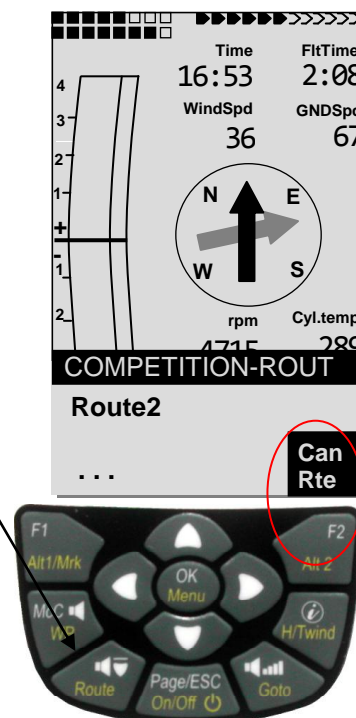 Time FltTime
16:53 2:08
WindSpd GNDSpd
36 67
4
3
2
1
+
-
1
2
N E
W S
rpm Cyl.temp
4715 289
COMPETITION-ROUT
Route2
. . .
Can
Rte
F1 F2
Alt1/Mrk Alt 2
OK
Menu
McC i
WP H/Twind
Route Page/ESC Goto
On/Off